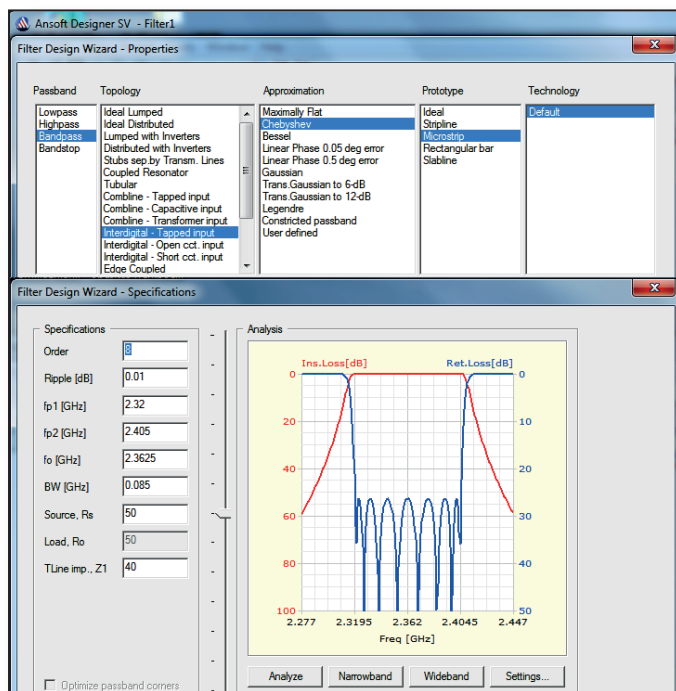 Ansoft Designer SV - Filter1
Filter Design Wizard - Properties
Passband Topology Approximation Prototype Technology
Lowpass
Highpass
Bandpass
Bandstop
Ideal Lumped
Ideal Distributed
Lumped with Inverters
Distributed with Inverters
Stubs sep.by Transm. Lines
Coupled Resonator
Tubular
Combline - Tapped input
Combline - Capacitive input
Combline - Transformer input
Interdigital - Tapped input
Interdigital - Open cct. input
Interdigital - Short cct. input
Edge Coupled
Maximally Flat
Chebyshev
Bessel
Linear Phase 0.05 deg error
Linear Phase 0.5 deg error
Gaussian
Trans.Gaussian to 6-dB
Trans.Gaussian to 12-dB
Legendre
Constricted passband
User defined
Ideal
Stripline
Microstrip
Rectangular bar
Slabline
Default
Filter Design Wizard - Specifications
Specifications
Order 8
Ripple [dB] 0.01
fp1 [GHz] 2.32
fp2 [GHz] 2.405
fo [GHz] 2.3625
BW [GHz] 0.085
Source, Rs 50
Load, Ro 50
TLine imp., Z1 40
Optimize passband corners
Analysis
Ins.Loss[dB] Ret.Loss[dB]
0 0
20 10
40 20
60 30
80 40
100 50
2.277 2.3195 2.362 2.4045 2.447
Freq [GHz]
Analyze Narrowband Wideband Settings...